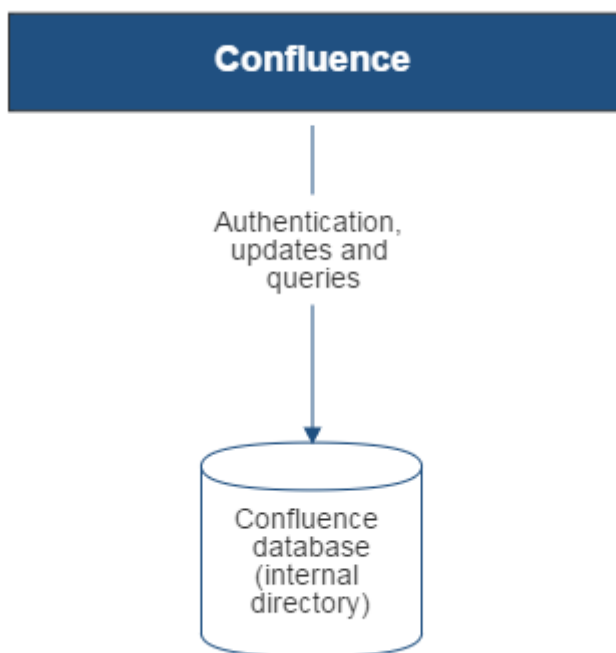 Confluence
Authentication,
updates and
queries
Confluence
database
(internal
directory)